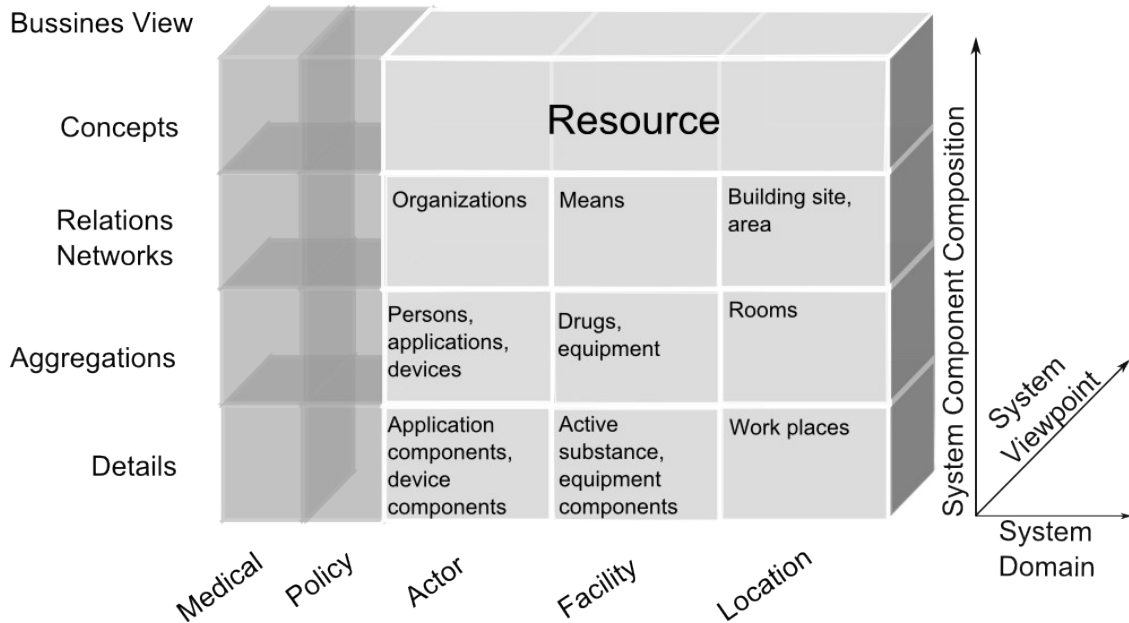 Bussines View
Concepts
Resource
Relations
Networks
Organizations
Means
Building site,
area
Aggregations
Persons,
applications,
devices
Drugs,
equipment
Rooms
Details
Application
components,
device
components
Active
substance,
equipment
components
Work places
Medical
Policy
Actor
Facility
Location
System Component Composition
System
Viewpoint
System
Domain